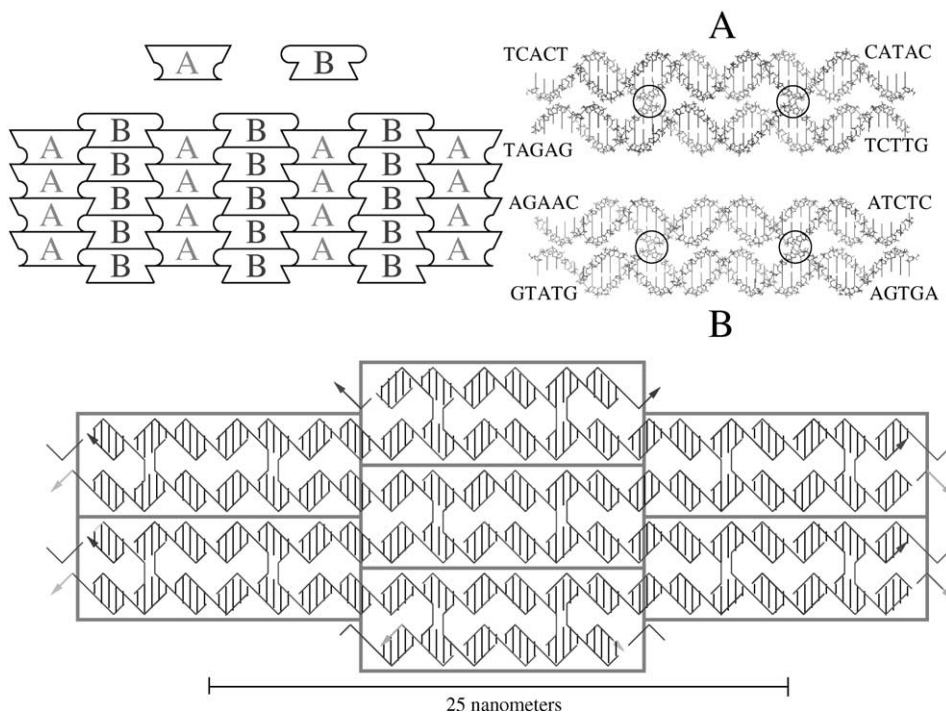 A B
B B B
A A A A
B B B
A A A A
B B B
A A A A
B B B
A A A A
B B B
A
TCACT CATAC
TAGAG TCTTG
AGAAC ATCTC
GTATG AGTGA
B
25 nanometers